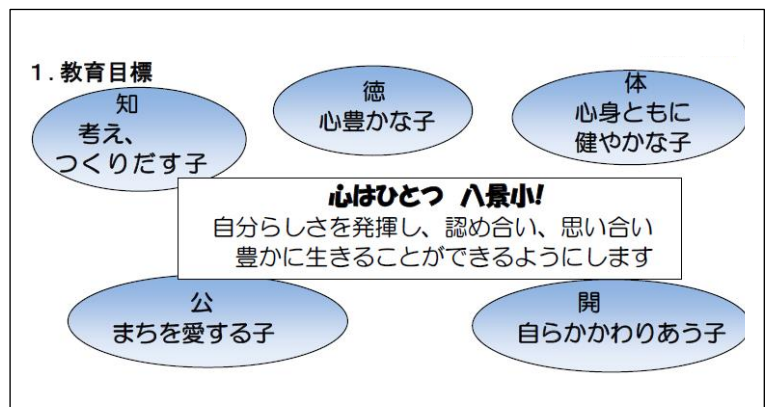 1．教育目標
知
考え、
つくりだす子
徳
心豊かな子
体
心身ともに
健やかな子
心はひとつ　八景小!
自分らしさを発揮し、認め合い、思い合い
豊かに生きることができるようにします
公
まちを愛する子
開
自らかかわりあう子